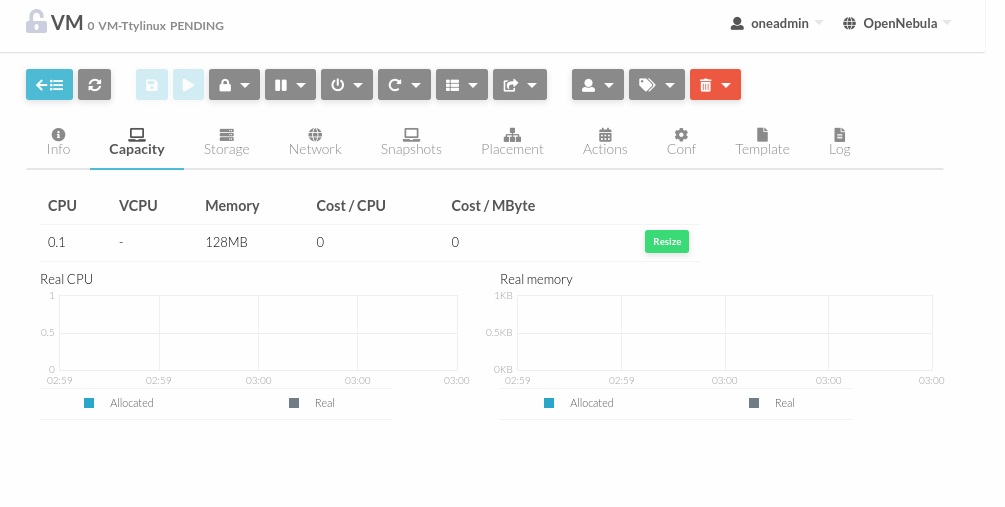 VM 0 VM-Ttylinux PENDING oneadmin OpenNebula
Info Capacity Storage Network Snapshots Placement Actions Conf Template Log
CPU VCPU Memory Cost / CPU Cost / MByte
0.1 - 128MB 0 0 Resize
Real CPU
1
0.5
0
02:59 02:59 03:00 03:00 03:00
Allocated Real
Real memory
1KB
0.5KB
0KB
02:59 02:59 03:00 03:00 03:00
Allocated Real